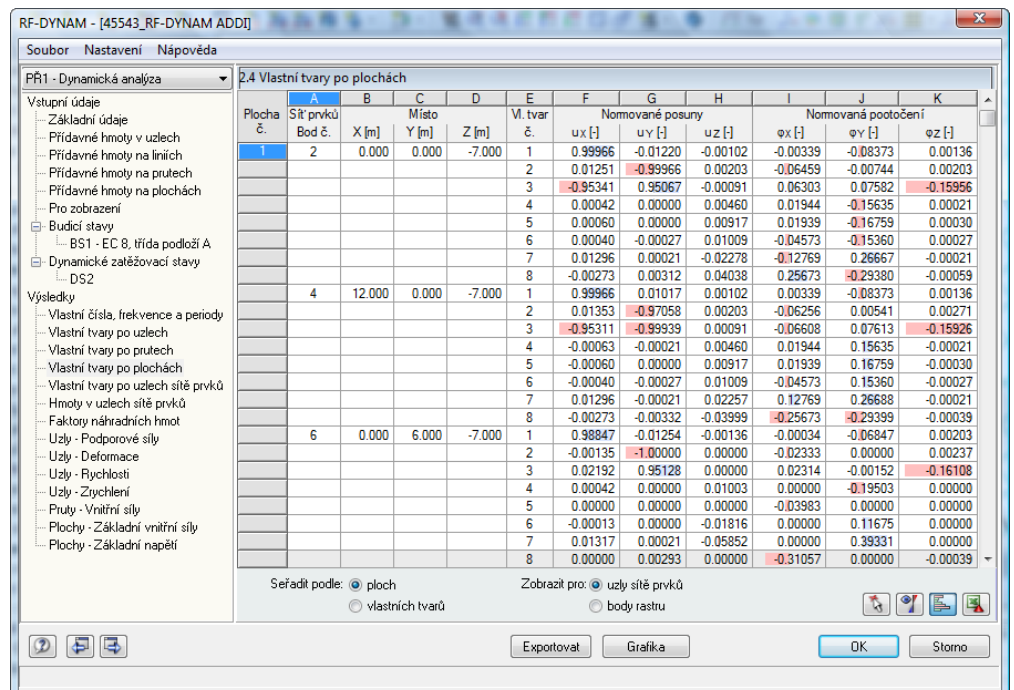 RF-DYNAM - [45543_RF-DYNAM ADDI]
Soubor Nastavení Nápověda
PŘ1 - Dynamická analýza
Vstupní údaje
Základní údaje
Přídavné hmoty v uzlech
Přídavné hmoty na liniích
Přídavné hmoty na prutech
Přídavné hmoty na plochách
Pro zobrazení
Budicí stavy
BS1 - EC 8, třída podloží A
Dynamické zatěžovací stavy
DS2
Výsledky
Vlastní čísla, frekvence a periody
Vlastní tvary po uzlech
Vlastní tvary po prutech
Vlastní tvary po plochách
Vlastní tvary po uzlech sítě prvků
Hmoty v uzlech sítě prvků
Faktory náhradních hmot
Uzly - Podporové síly
Uzly - Deformace
Uzly - Rychlosti
Uzly - Zrychlení
Pruty - Vnitřní síly
Plochy - Základní vnitřní síly
Plochy - Základní napětí
2.4 Vlastní tvary po plochách
A B C D E F G H I J K
Plocha Síť prvků Místo Vl. tvar Normované posuny Normovaná pootočení
č. Bod č. X [m] Y [m] Z [m] č. uX [-] uY [-] uZ [-] φX [-] φY [-] φZ [-]
1 2 0.000 0.000 -7.000 1 0.99966 -0.01220 -0.00102 -0.00339 -0.08373 0.00136
2 0.01251 -0.99966 0.00203 -0.06459 -0.00744 0.00203
3 -0.95341 0.95067 -0.00091 0.06303 0.07582 -0.15956
4 0.00042 0.00000 0.00460 0.01944 -0.15635 0.00021
5 0.00060 0.00000 0.00917 0.01939 -0.16759 0.00030
6 0.00040 -0.00027 0.01009 -0.04573 -0.15360 0.00027
7 0.01296 0.00021 -0.02278 -0.12769 0.26667 -0.00021
8 -0.00273 0.00312 0.04038 0.25673 -0.29380 -0.00059
4 12.000 0.000 -7.000 1 0.99966 0.01017 0.00102 0.00339 -0.08373 0.00136
2 0.01353 -0.97058 0.00203 -0.06256 0.00541 0.00271
3 -0.95311 -0.99939 0.00091 -0.06608 0.07613 -0.15926
4 -0.00063 -0.00021 0.00460 0.01944 0.15635 -0.00021
5 -0.00060 0.00000 0.00917 0.01939 0.16759 -0.00030
6 -0.00040 -0.00027 0.01009 -0.04573 0.15360 -0.00027
7 0.01296 -0.00021 0.02257 0.12769 0.26688 -0.00021
8 -0.00273 -0.00332 -0.03999 -0.25673 -0.29399 -0.00039
6 0.000 6.000 -7.000 1 0.98847 -0.01254 -0.00136 -0.00034 -0.06847 0.00203
2 -0.00135 -1.00000 0.00000 -0.02333 0.00000 0.00237
3 0.02192 0.95128 0.00000 0.02314 -0.00152 -0.16108
4 0.00042 0.00000 0.01003 0.00000 -0.19503 0.00000
5 0.00000 0.00000 0.00000 -0.03983 0.00000 0.00000
6 -0.00013 0.00000 -0.01816 0.00000 0.11675 0.00000
7 0.01317 0.00021 -0.05852 0.00000 0.39331 0.00000
8 0.00000 0.00293 0.00000 -0.31057 0.00000 -0.00039
Seřadit podle: ploch Zobrazit pro: uzly sítě prvků
vlastních tvarů body rastru
Exportovat Grafika OK Storno